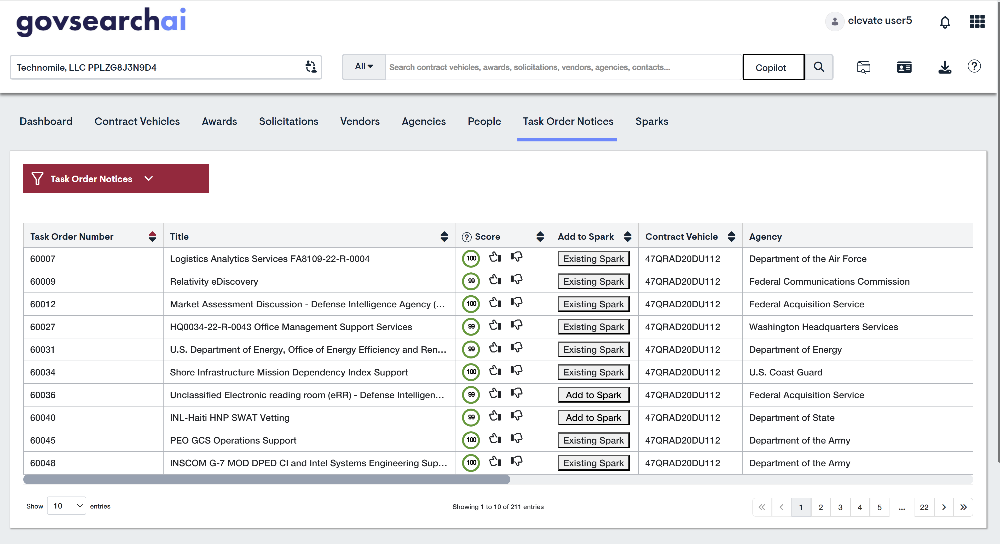 govsearchai
elevate user5
Technomile, LLC PPLZG8J3N9D4
All
Search contract vehicles, awards, solicitations, vendors, agencies, contacts...
Copilot
?
Dashboard Contract Vehicles Awards Solicitations Vendors Agencies People Task Order Notices Sparks
Task Order Notices
Task Order Number Title ? Score Add to Spark Contract Vehicle Agency
60007 Logistics Analytics Services FA8109-22-R-0004 100 Existing Spark 47QRAD20DU112 Department of the Air Force
60009 Relativity eDiscovery 99 Existing Spark 47QRAD20DU112 Federal Communications Commission
60012 Market Assessment Discussion - Defense Intelligence Agency (... 100 Existing Spark 47QRAD20DU112 Federal Acquisition Service
60027 HQ0034-22-R-0043 Office Management Support Services 99 Existing Spark 47QRAD20DU112 Washington Headquarters Services
60031 U.S. Department of Energy, Office of Energy Efficiency and Ren... 99 Existing Spark 47QRAD20DU112 Department of Energy
60034 Shore Infrastructure Mission Dependency Index Support 100 Existing Spark 47QRAD20DU112 U.S. Coast Guard
60036 Unclassified Electronic reading room (eRR) - Defense Intelligen... 99 Add to Spark 47QRAD20DU112 Federal Acquisition Service
60040 INL-Haiti HNP SWAT Vetting 99 Add to Spark 47QRAD20DU112 Department of State
60045 PEO GCS Operations Support 100 Existing Spark 47QRAD20DU112 Department of the Army
60048 INSCOM G-7 MOD DPED CI and Intel Systems Engineering Sup... 100 Existing Spark 47QRAD20DU112 Department of the Army
Show 10 entries Showing 1 to 10 of 211 entries « < 1 2 3 4 5 ... 22 > »